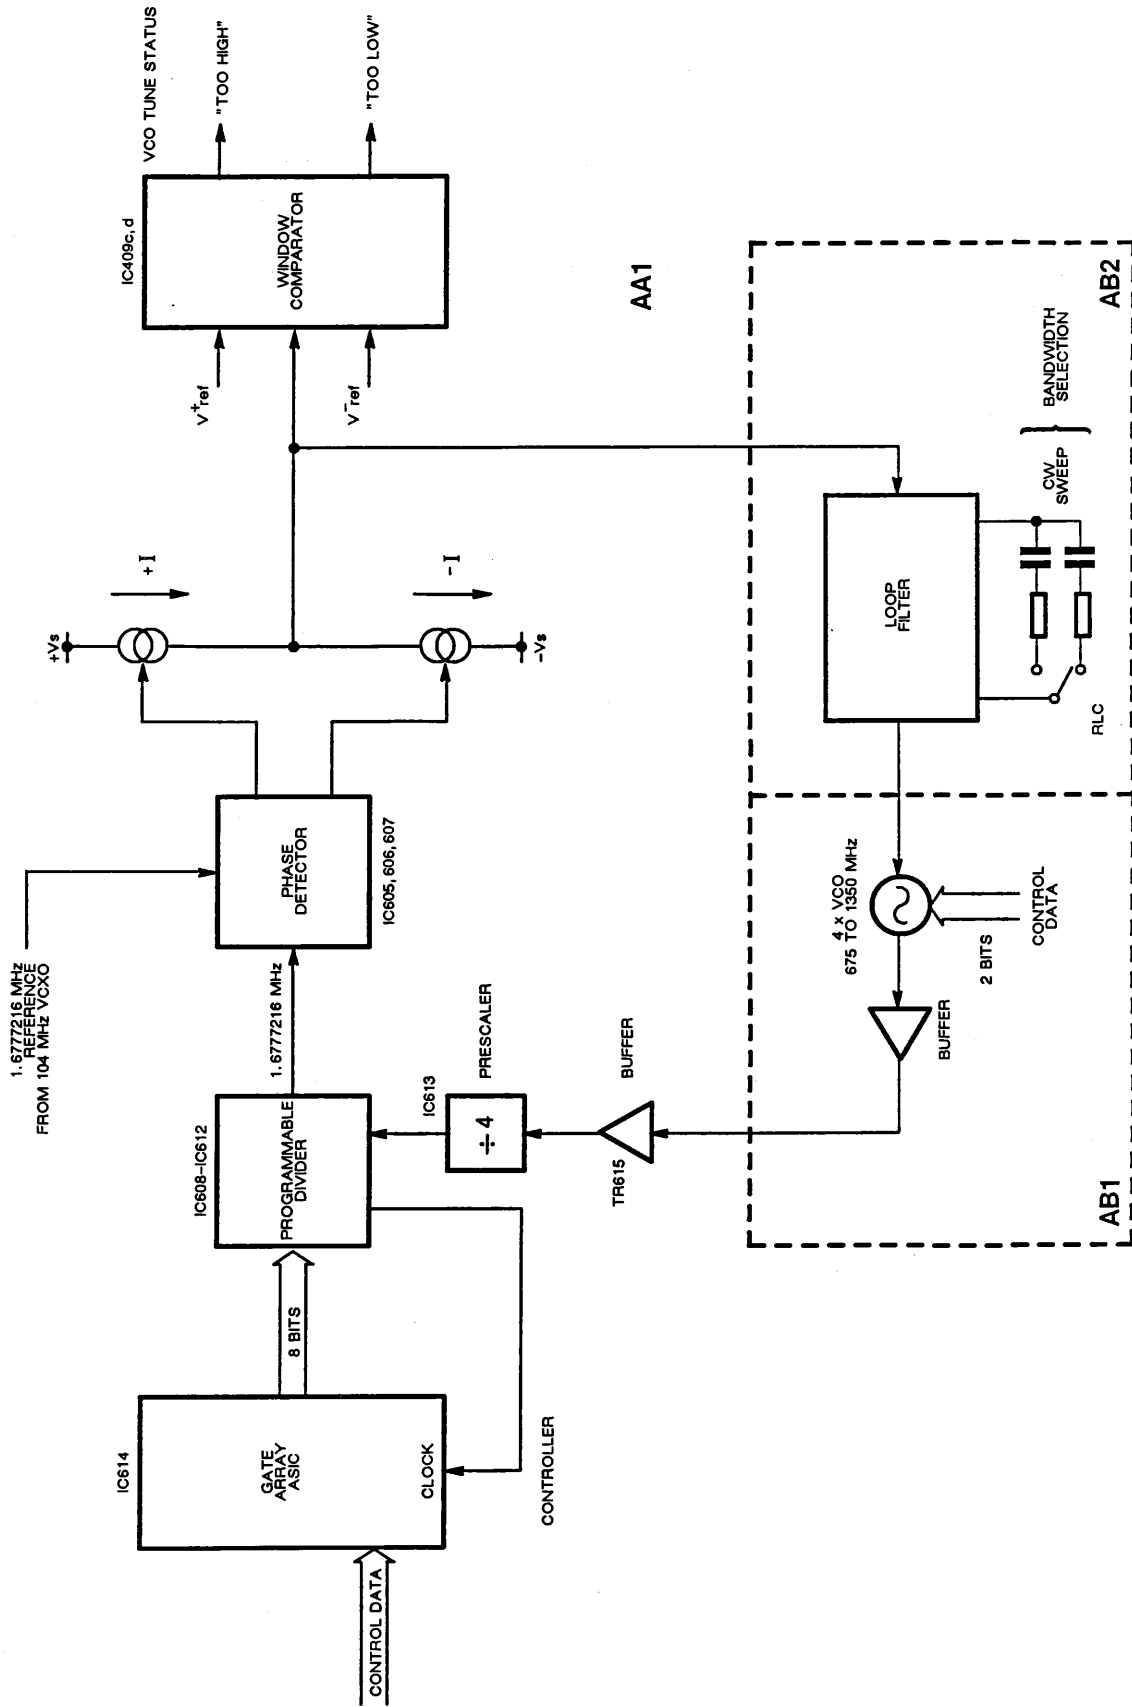 1.6777216 MHz
REFERENCE
FROM 104 MHz VCXO
IC614
GATE
ARRAY
ASIC
CLOCK
CONTROL DATA
CONTROLLER
8 BITS
IC608-IC612
PROGRAMMABLE
DIVIDER
1.6777216 MHz
PHASE
DETECTOR
IC605, 606, 607
+Vs
+I
-I
-Vs
IC409c, d
V+ref
V-ref
WINDOW
COMPARATOR
VCO TUNE STATUS
"TOO HIGH"
"TOO LOW"
IC613
÷ 4
PRESCALER
TR615
BUFFER
AA1
AB1
BUFFER
4 x VCO
675 TO 1350 MHz
2 BITS
CONTROL
DATA
LOOP
FILTER
RLC
CW
SWEEP
BANDWIDTH
SELECTION
AB2